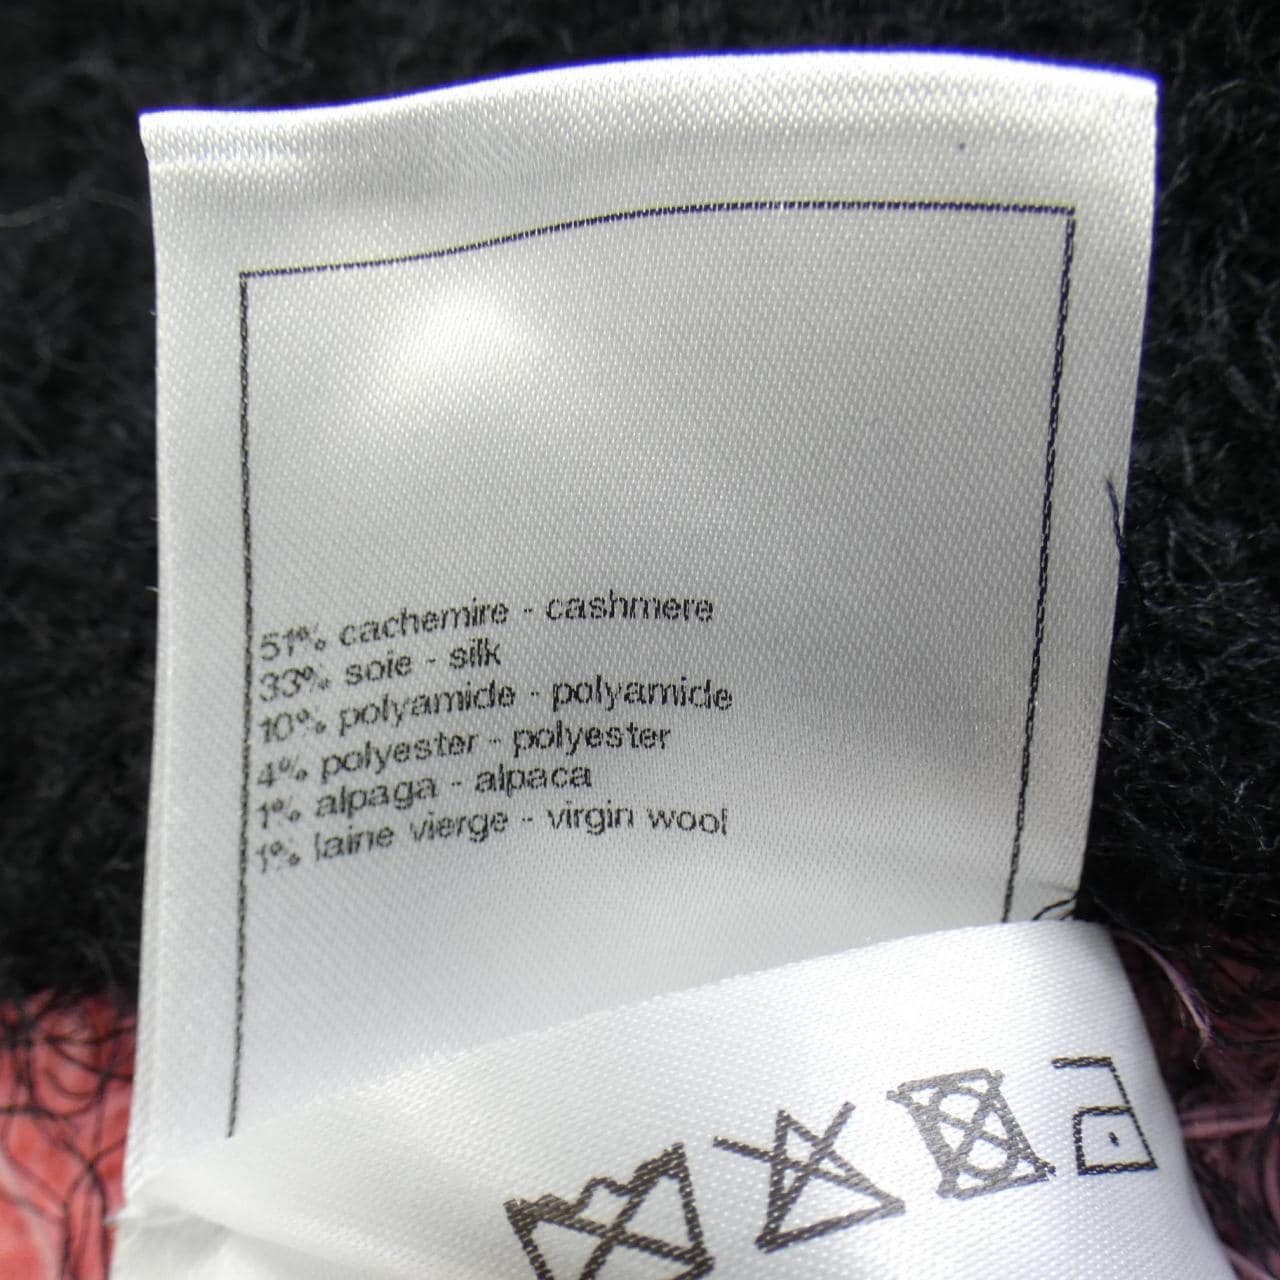 51% cachemire - cashmere
33% soie - silk
10% polyamide - polyamide
4% polyester - polyester
1% alpaga - alpaca
1% laine vierge - virgin wool